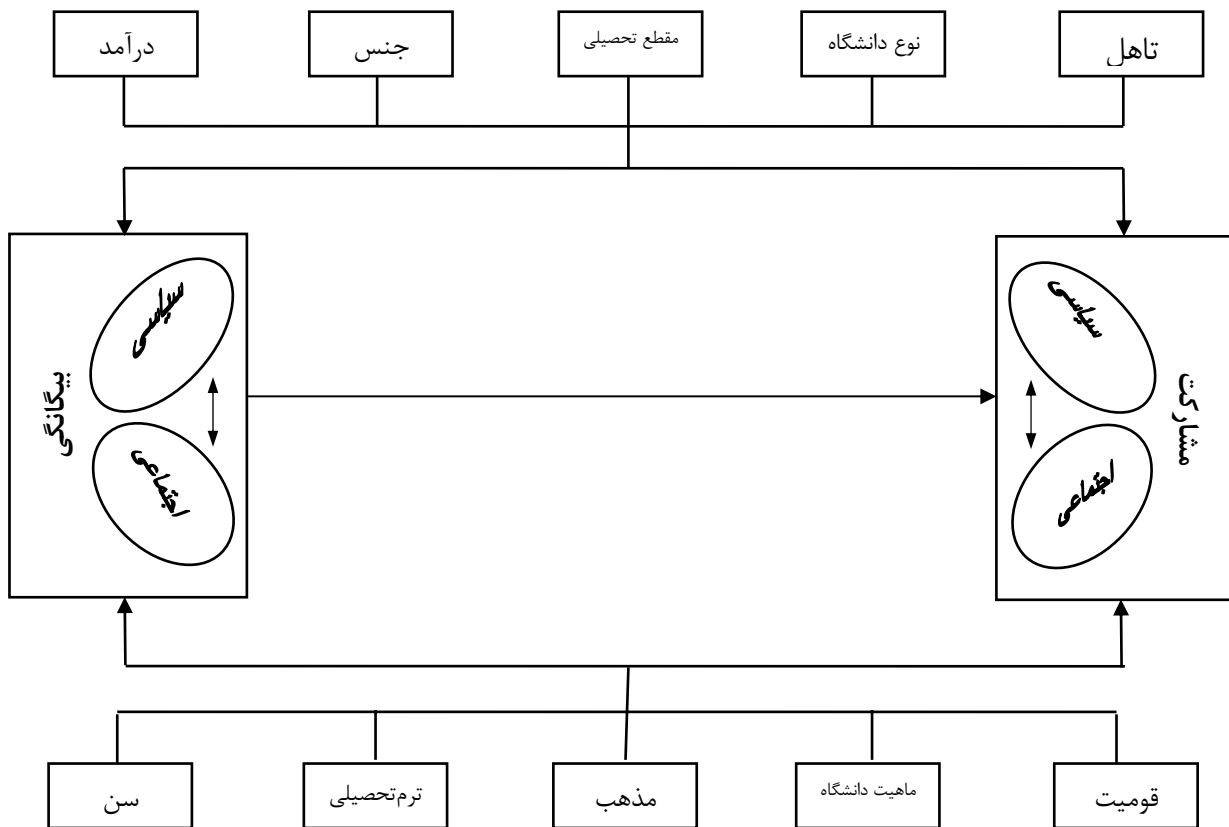 تاهل
نوع دانشگاه
مقطع تحصیلی
جنس
درآمد
مشارکت
سیاسی
اجتماعی
بیگانگی
سیاسی
اجتماعی
قومیت
ماهیت دانشگاه
مذهب
ترم‌تحصیلی
سن